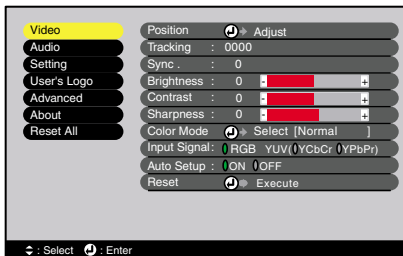 Video
Audio
Setting
User's Logo
Advanced
About
Reset All
Position Adjust
Tracking : 0000
Sync . : 0
Brightness : 0 - +
Contrast : 0 - +
Sharpness : 0 - +
Color Mode Select [Normal ]
Input Signal: RGB YUV( YCbCr YPbPr)
Auto Setup : ON OFF
Reset Execute
: Select : Enter